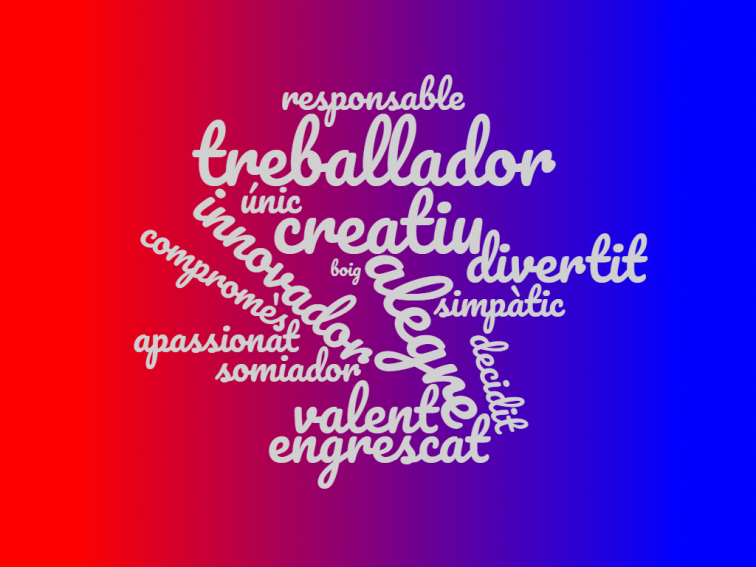 responsable
treballador
únic
creatiu
innovador
compromès
divertit
boig
alegre
simpàtic
apassionat
somiador
decidit
valent
engrescat